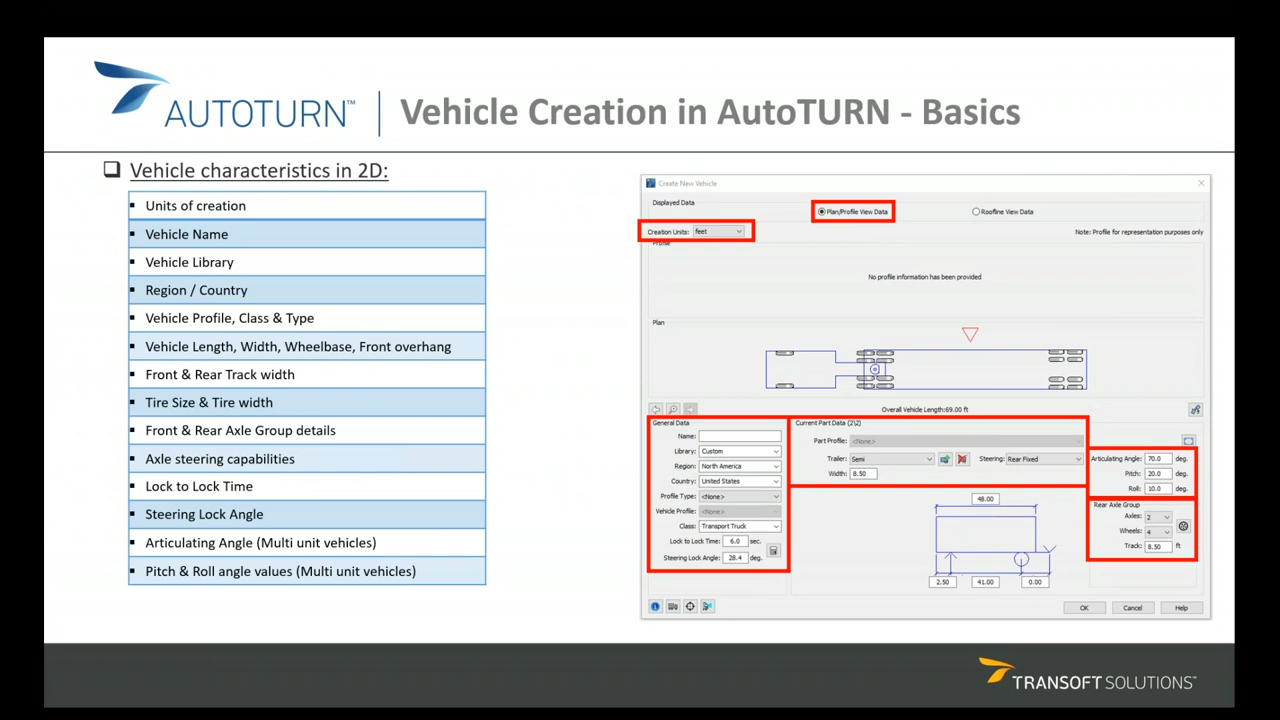 AUTOTURN™
Vehicle Creation in AutoTURN - Basics
Vehicle characteristics in 2D:
Units of creation
Vehicle Name
Vehicle Library
Region / Country
Vehicle Profile, Class & Type
Vehicle Length, Width, Wheelbase, Front overhang
Front & Rear Track width
Tire Size & Tire width
Front & Rear Axle Group details
Axle steering capabilities
Lock to Lock Time
Steering Lock Angle
Articulating Angle (Multi unit vehicles)
Pitch & Roll angle values (Multi unit vehicles)
Create New Vehicle
Displayed Data
Plan/Profile View Data
Roofline View Data
Creation Units: feet
Note: Profile for representation purposes only
Profile
No profile information has been provided
Plan
Overall Vehicle Length:69.00 ft
General Data
Name:
Library: Custom
Region: North America
Country: United States
Profile Type: <None>
Vehicle Profile: <None>
Class: Transport Truck
Lock to Lock Time: 6.0 sec.
Steering Lock Angle: 28.4 deg.
Current Part Data (2\2)
Part Profile: <None>
Trailer: Semi
Steering: Rear Fixed
Width: 8.50
48.00
2.50 41.00 0.00
Articulating Angle: 70.0 deg.
Pitch: 20.0 deg.
Roll: 10.0 deg.
Rear Axle Group
Axles: 2
Wheels: 4
Track: 8.50 ft
OK Cancel Help
TRANSOFT SOLUTIONS™